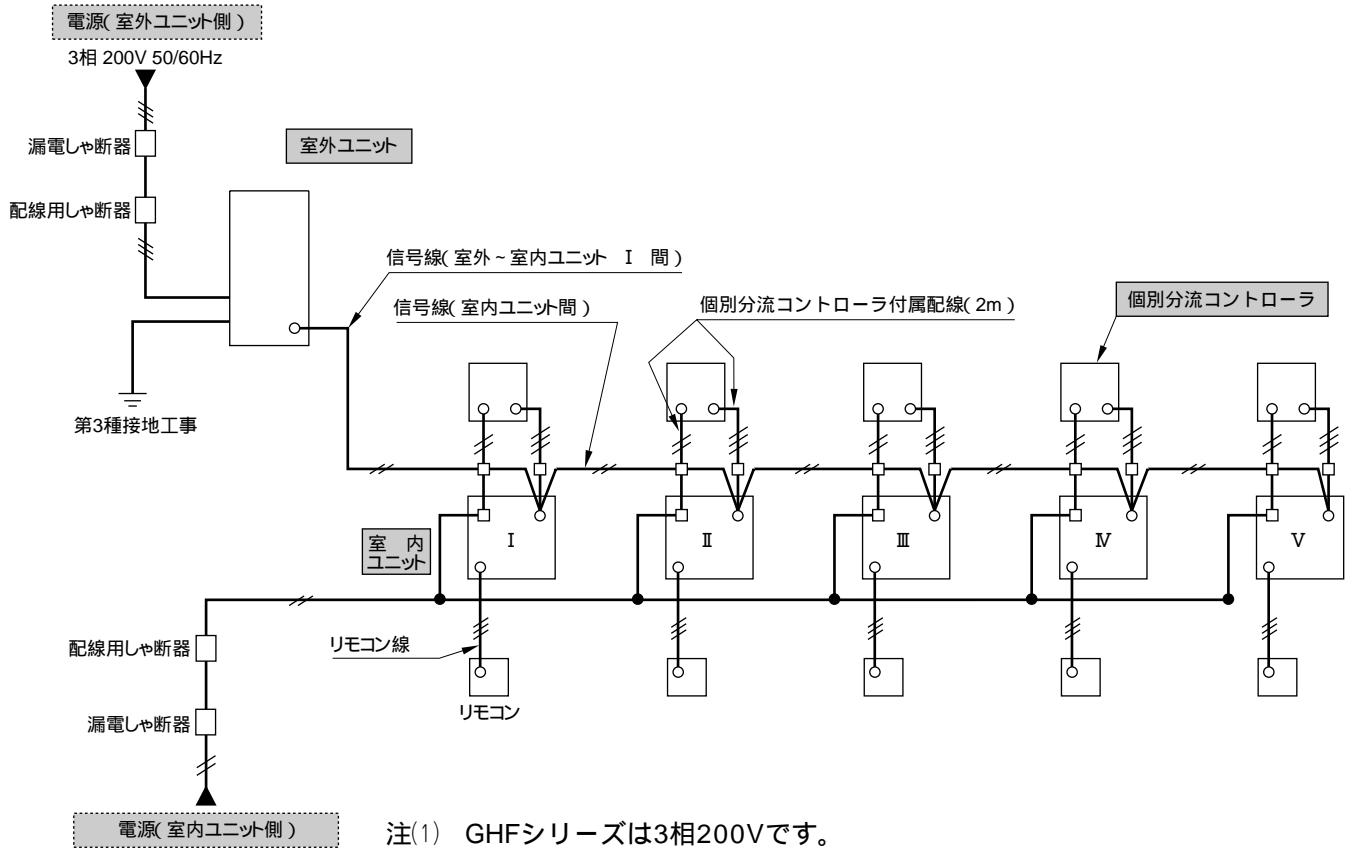 電源(室外ユニット側)
3相 200V 50/60Hz
漏電しゃ断器
配線用しゃ断器
室外ユニット
信号線(室外~室内ユニット Ⅰ 間)
信号線(室内ユニット間)
個別分流コントローラ付属配線(2m)
個別分流コントローラ
第3種接地工事
室 内
ユニット
Ⅰ
Ⅱ
Ⅲ
Ⅳ
Ⅴ
配線用しゃ断器
リモコン線
漏電しゃ断器
リモコン
電源(室内ユニット側)
注⑴ GHFシリーズは3相200Vです。